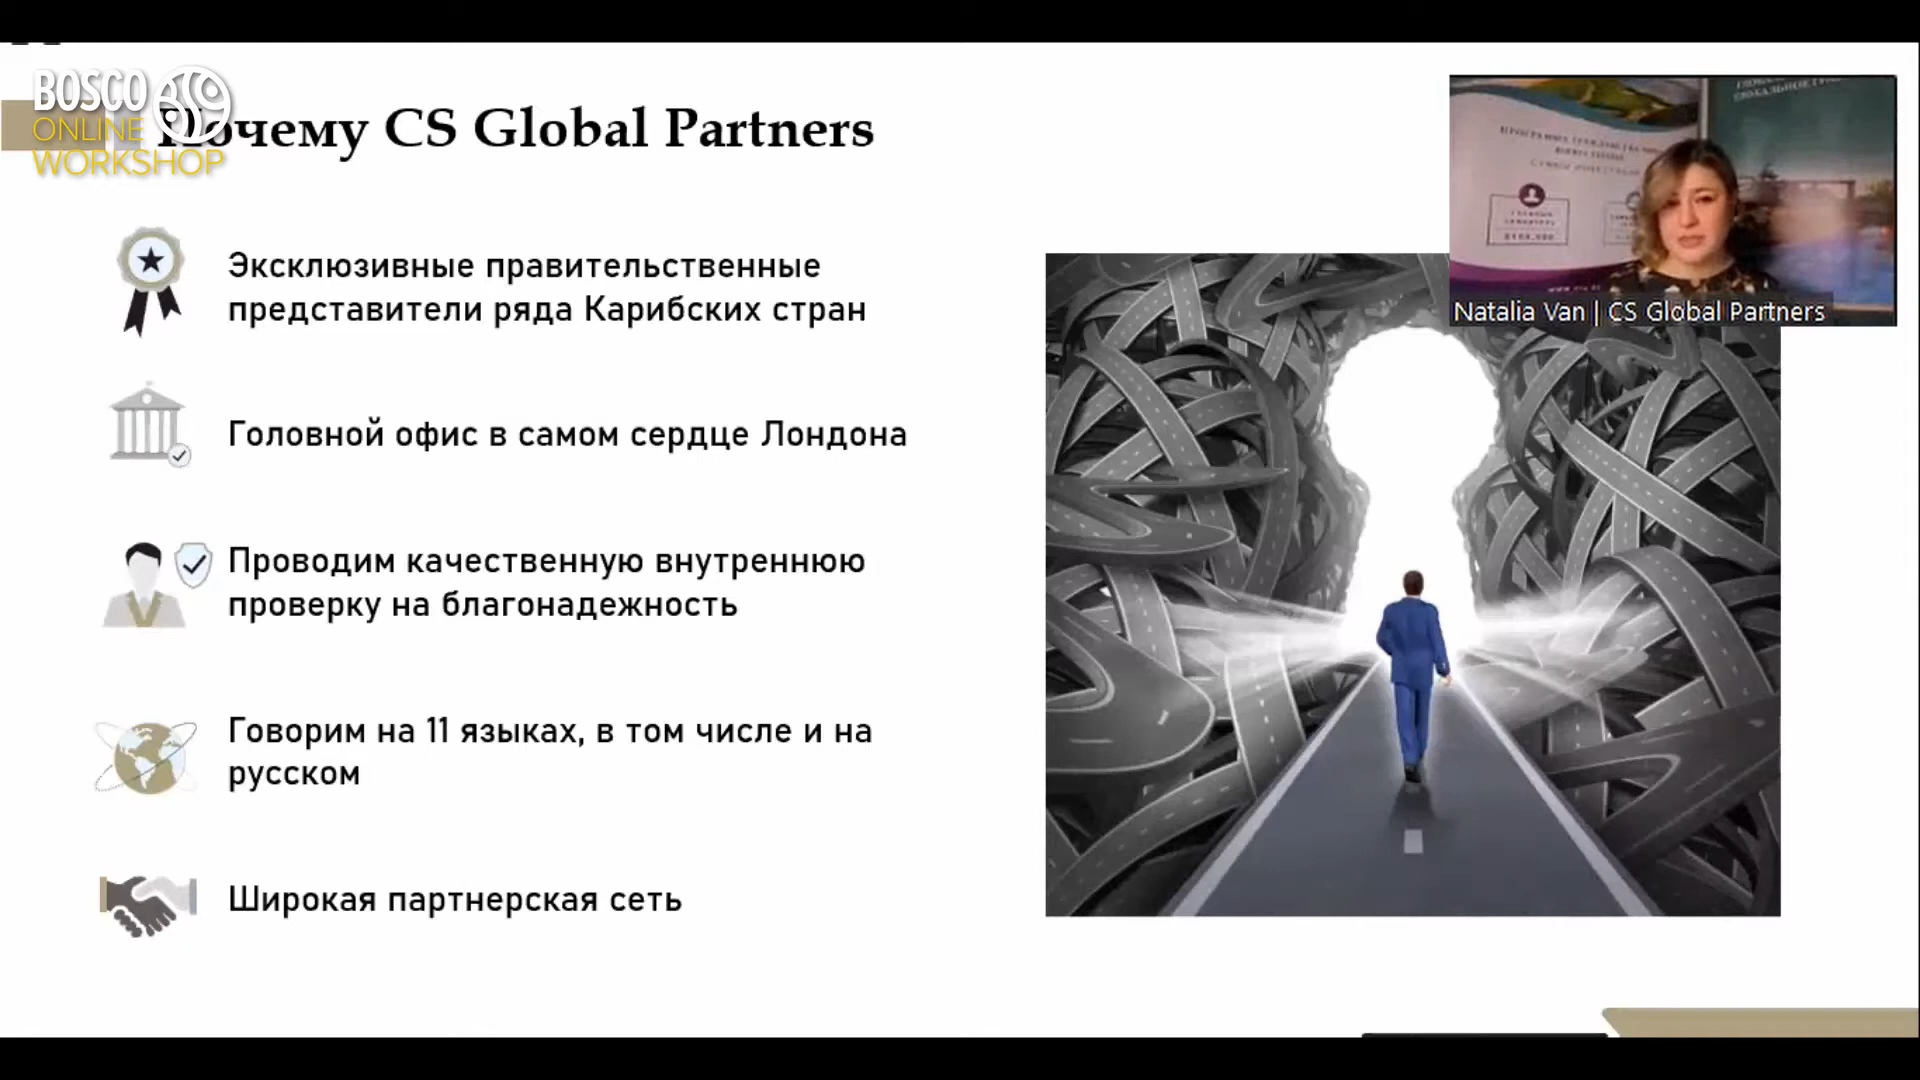 BOSCO
ONLINE
WORKSHOP
Почему CS Global Partners
Эксклюзивные правительственные
представители ряда Карибских стран
Головной офис в самом сердце Лондона
Проводим качественную внутреннюю
проверку на благонадежность
Говорим на 11 языках, в том числе и на
русском
Широкая партнерская сеть
Natalia Van | CS Global Partners